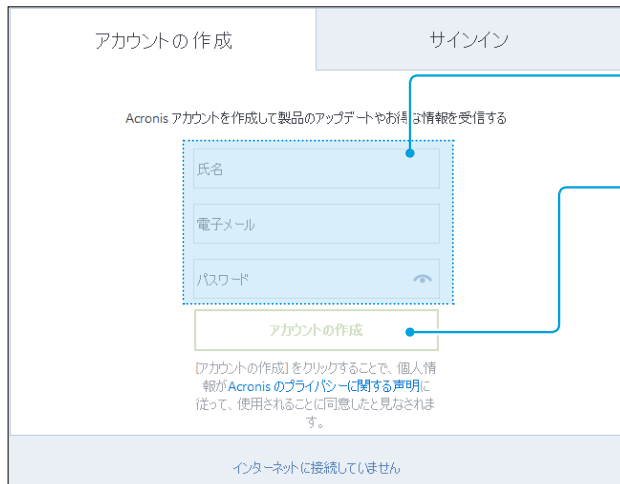 アカウントの作成
サインイン
Acronis アカウントを作成して製品のアップデートやお得な情報を受信する
氏名
電子メール
パスワード
アカウントの作成
[アカウントの作成] をクリックすることで、個人情
報がAcronis のプライバシーに関する声明に
従って、使用されることに同意したと見なされま
す。
インターネットに接続していません